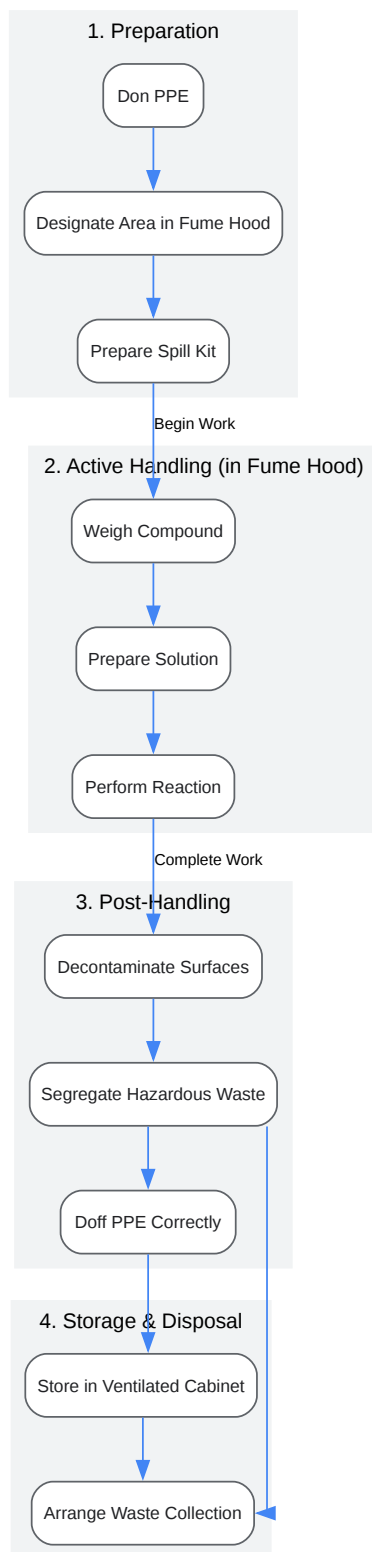 1. Preparation
Don PPE
Designate Area in Fume Hood
Prepare Spill Kit
Begin Work
2. Active Handling (in Fume Hood)
Weigh Compound
Prepare Solution
Perform Reaction
Complete Work
3. Post-Handling
Decontaminate Surfaces
Segregate Hazardous Waste
Doff PPE Correctly
4. Storage & Disposal
Store in Ventilated Cabinet
Arrange Waste Collection